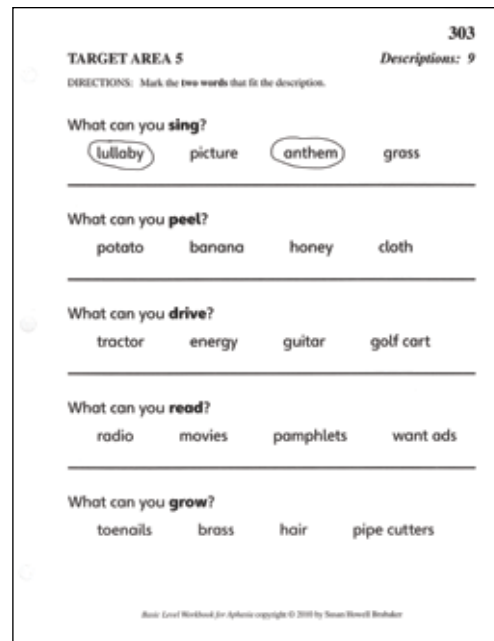 303
TARGET AREA 5 Descriptions: 9
DIRECTIONS: Mark the two words that fit the description.
What can you sing?
lullaby picture anthem grass
What can you peel?
potato banana honey cloth
What can you drive?
tractor energy guitar golf cart
What can you read?
radio movies pamphlets want ads
What can you grow?
toenails brass hair pipe cutters
Basic Level Workbook for Aphasia copyright © 2010 by Susan Howell Brubaker